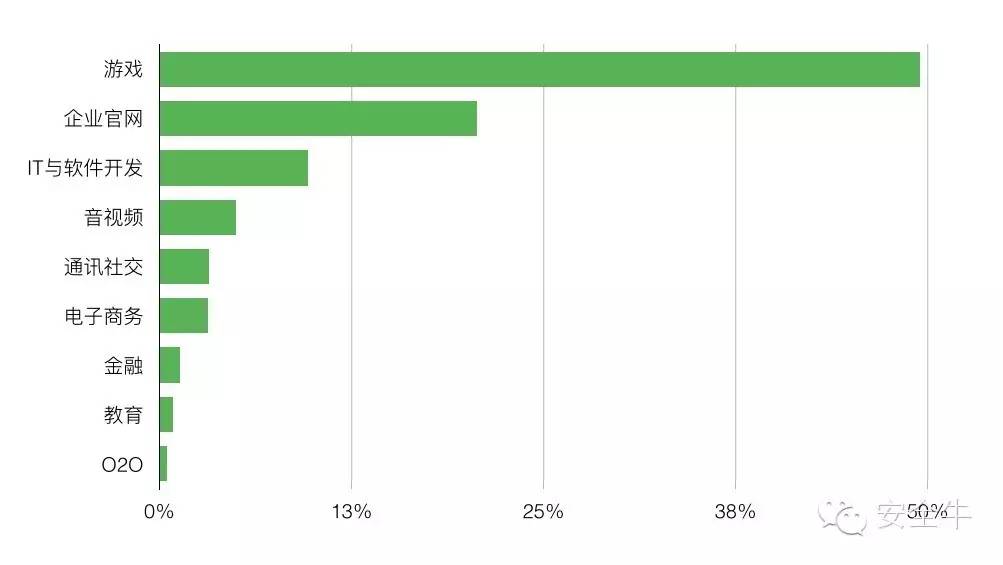 游戏
企业官网
IT与软件开发
音视频
通讯社交
电子商务
金融
教育
O2O
0% 13% 25% 38% 50%
安全牛